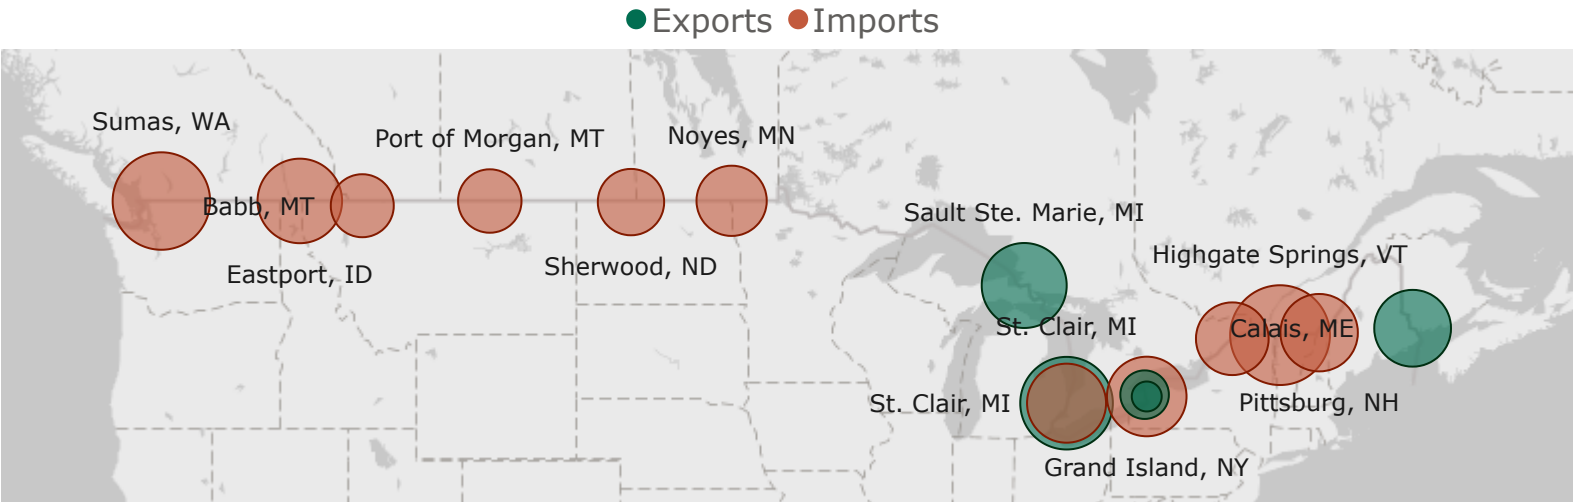 Exports Imports
Sumas, WA
Port of Morgan, MT
Noyes, MN
Babb, MT
Sault Ste. Marie, MI
Highgate Springs, VT
Eastport, ID
Sherwood, ND
St. Clair, MI
Calais, ME
St. Clair, MI
Pittsburg, NH
Grand Island, NY